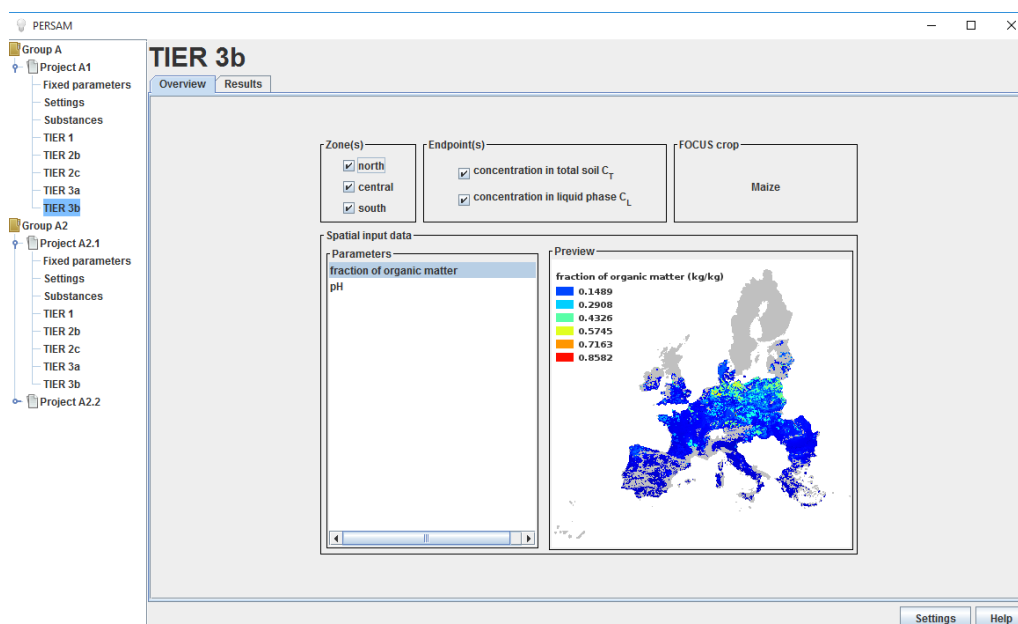 PERSAM
Group A
Project A1
Fixed parameters
Settings
Substances
TIER 1
TIER 2b
TIER 2c
TIER 3a
TIER 3b
Group A2
Project A2.1
Fixed parameters
Settings
Substances
TIER 1
TIER 2b
TIER 2c
TIER 3a
TIER 3b
Project A2.2
TIER 3b
Overview Results
Zone(s)
north
central
south
Endpoint(s)
concentration in total soil C_T
concentration in liquid phase C_L
FOCUS crop
Maize
Spatial input data
Parameters
fraction of organic matter
pH
Preview
fraction of organic matter (kg/kg)
0.1489
0.2908
0.4326
0.5745
0.7163
0.8582
Settings Help